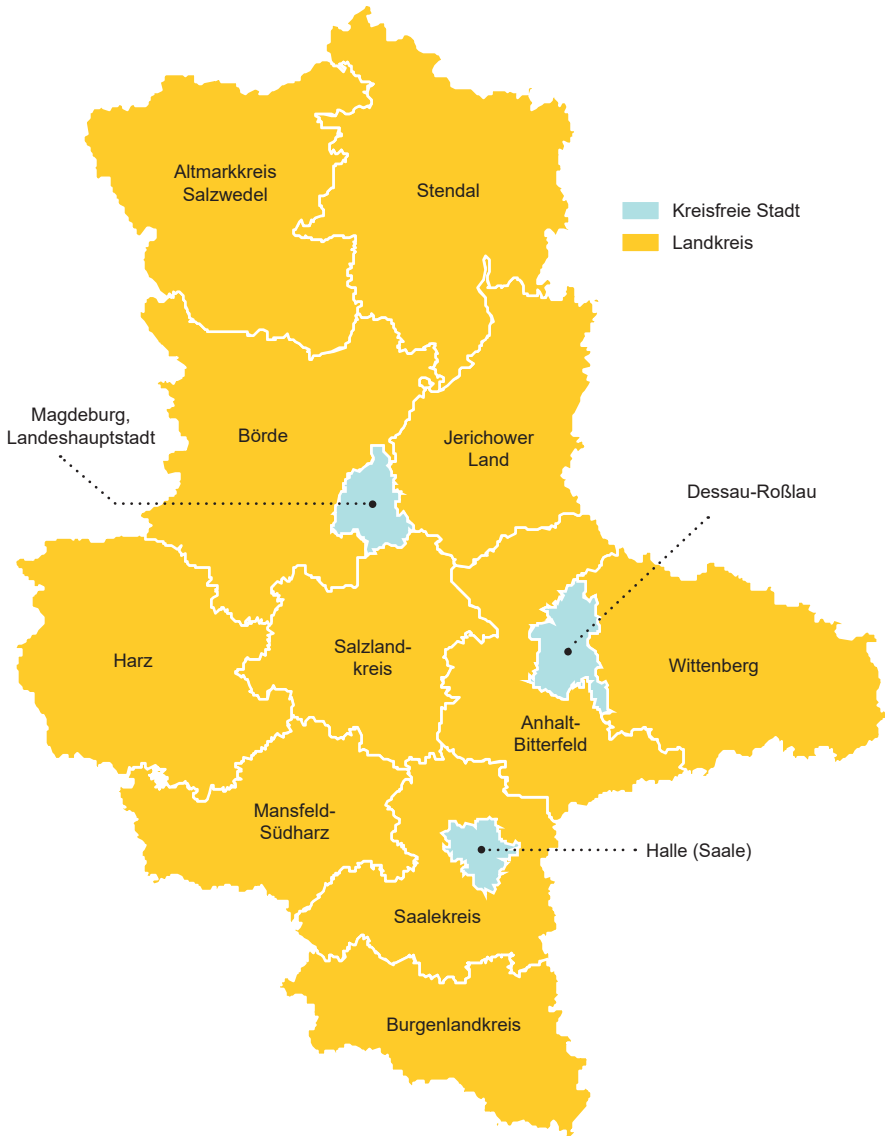 Altmarkkreis
Salzwedel
Stendal
Kreisfreie Stadt
Landkreis
Magdeburg,
Landeshauptstadt
Börde
Jerichower
Land
Dessau-Roßlau
Harz
Salzland-
kreis
Wittenberg
Anhalt-
Bitterfeld
Mansfeld-
Südharz
Halle (Saale)
Saalekreis
Burgenlandkreis